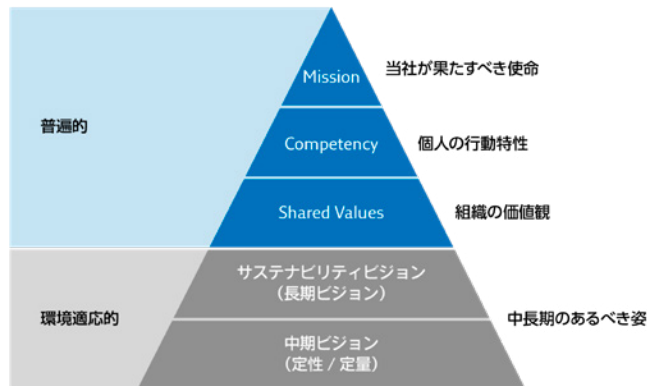 Mission
当社が果たすべき使命
普遍的
Competency
個人の行動特性
Shared Values
組織の価値観
サステナビリティビジョン
（長期ビジョン）
環境適応的
中長期のあるべき姿
中期ビジョン
（定性 / 定量）